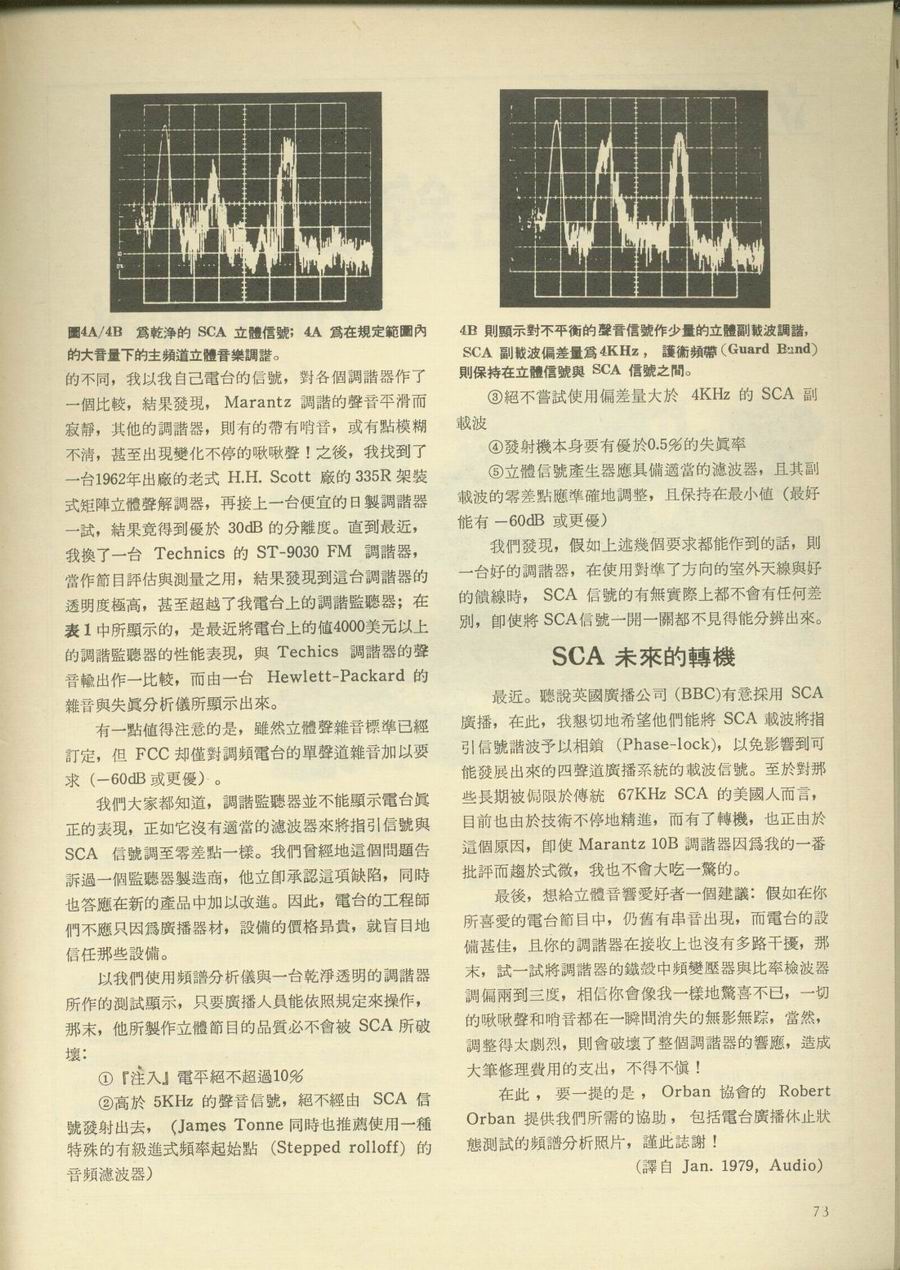 圖4A/4B 爲乾淨的 SCA 立體信號；4A 爲在規定範圍內
的大音量下的主頻道立體音樂調諧。
的不同，我以我自己電台的信號，對各個調諧器作了
一個比較，結果發現， Marantz 調諧的聲音平滑而
寂靜，其他的調諧器，則有的帶有哨音，或有點模糊
不清，甚至出現變化不停的啾啾聲！之後，我找到了
一台1962年出廠的老式 H.H. Scott 廠的 335R 架裝
式矩陣立體聲解調器，再接上一台便宜的日製調諧器
一試，結果竟得到優於 30dB 的分離度。直到最近，
我換了一台 Technics 的 ST-9030 FM 調諧器，
當作節目評估與測量之用，結果發現到這台調諧器的
透明度極高，甚至超越了我電台上的調諧監聽器；在
表 1 中所顯示的，是最近將電台上的值4000美元以上
的調諧監聽器的性能表現，與 Techics 調諧器的聲
音輸出作一比較，而由一台 Hewlett-Packard 的
雜音與失眞分析儀所顯示出來。
有一點値得注意的是，雖然立體聲雜音標準已經
訂定，但 FCC 却僅對調頻電台的單聲道雜音加以要
求（—60dB 或更優）。
我們大家都知道，調諧監聽器並不能顯示電台眞
正的表現，正如它沒有適當的濾波器來將指引信號與
SCA 信號調至零差點一樣。我們曾經地這個問題告
訴過一個監聽器製造商，他立卽承認這項缺陷，同時
也答應在新的產品中加以改進。因此，電台的工程師
們不應只因爲廣播器材，設備的價格昂貴，就盲目地
信任那些設備。
以我們使用頻譜分析儀與一台乾淨透明的調諧器
所作的測試顯示，只要廣播人員能依照規定來操作，
那末，他所製作立體節目的品質必不會被 SCA 所破
壞：
①『注入』電平絕不超過10%
②高於 5KHz 的聲音信號，絕不經由 SCA 信
號發射出去，（James Tonne 同時也推薦使用一種
特殊的有級進式頻率起始點（Stepped rolloff）的
音頻濾波器）
4B 則顯示對不平衡的聲音信號作少量的立體副載波調諧，
SCA 副載波偏差量爲 4KHz，護衞頻帶（Guard Band）
則保持在立體信號與 SCA 信號之間。
③絕不嘗試使用偏差量大於 4KHz 的 SCA 副
載波
④發射機本身要有優於0.5%的失眞率
⑤立體信號產生器應具備適當的濾波器，且其副
載波的零差點應準確地調整，且保持在最小値（最好
能有 —60dB 或更優）
我們發現，假如上述幾個要求都能作到的話，則
一台好的調諧器，在使用對準了方向的室外天線與好
的饋線時， SCA 信號的有無實際上都不會有任何差
別，卽使將 SCA信號一開一關都不見得能分辨出來。
SCA 未來的轉機
最近。聽說英國廣播公司 (BBC)有意採用 SCA
廣播，在此，我懇切地希望他們能將 SCA 載波將指
引信號諧波予以相鎖 (Phase-lock)，以免影響到可
能發展出來的四聲道廣播系統的載波信號。至於對那
些長期被侷限於傳統 67KHz SCA 的美國人而言，
目前也由於技術不停地精進，而有了轉機，也正由於
這個原因，卽使 Marantz 10B 調諧器因爲我的一番
批評而趨於式微，我也不會大吃一驚的。
最後，想給立體音響愛好者一個建議：假如在你
所喜愛的電台節目中，仍舊有串音出現，而電台的設
備甚佳，且你的調諧器在接收上也沒有多路干擾，那
末，試一試將調諧器的鐵殼中頻變壓器與比率檢波器
調偏兩到三度，相信你會像我一樣地驚喜不已，一切
的啾啾聲和哨音都在一瞬間消失的無影無踪，當然，
調整得太劇烈，則會破壞了整個調諧器的響應，造成
大筆修理費用的支出，不得不愼！
在此，要一提的是， Orban 協會的 Robert
Orban 提供我們所需的協助，包括電台廣播休止狀
態測試的頻譜分析照片，謹此誌謝！
（譯自 Jan. 1979, Audio）
73